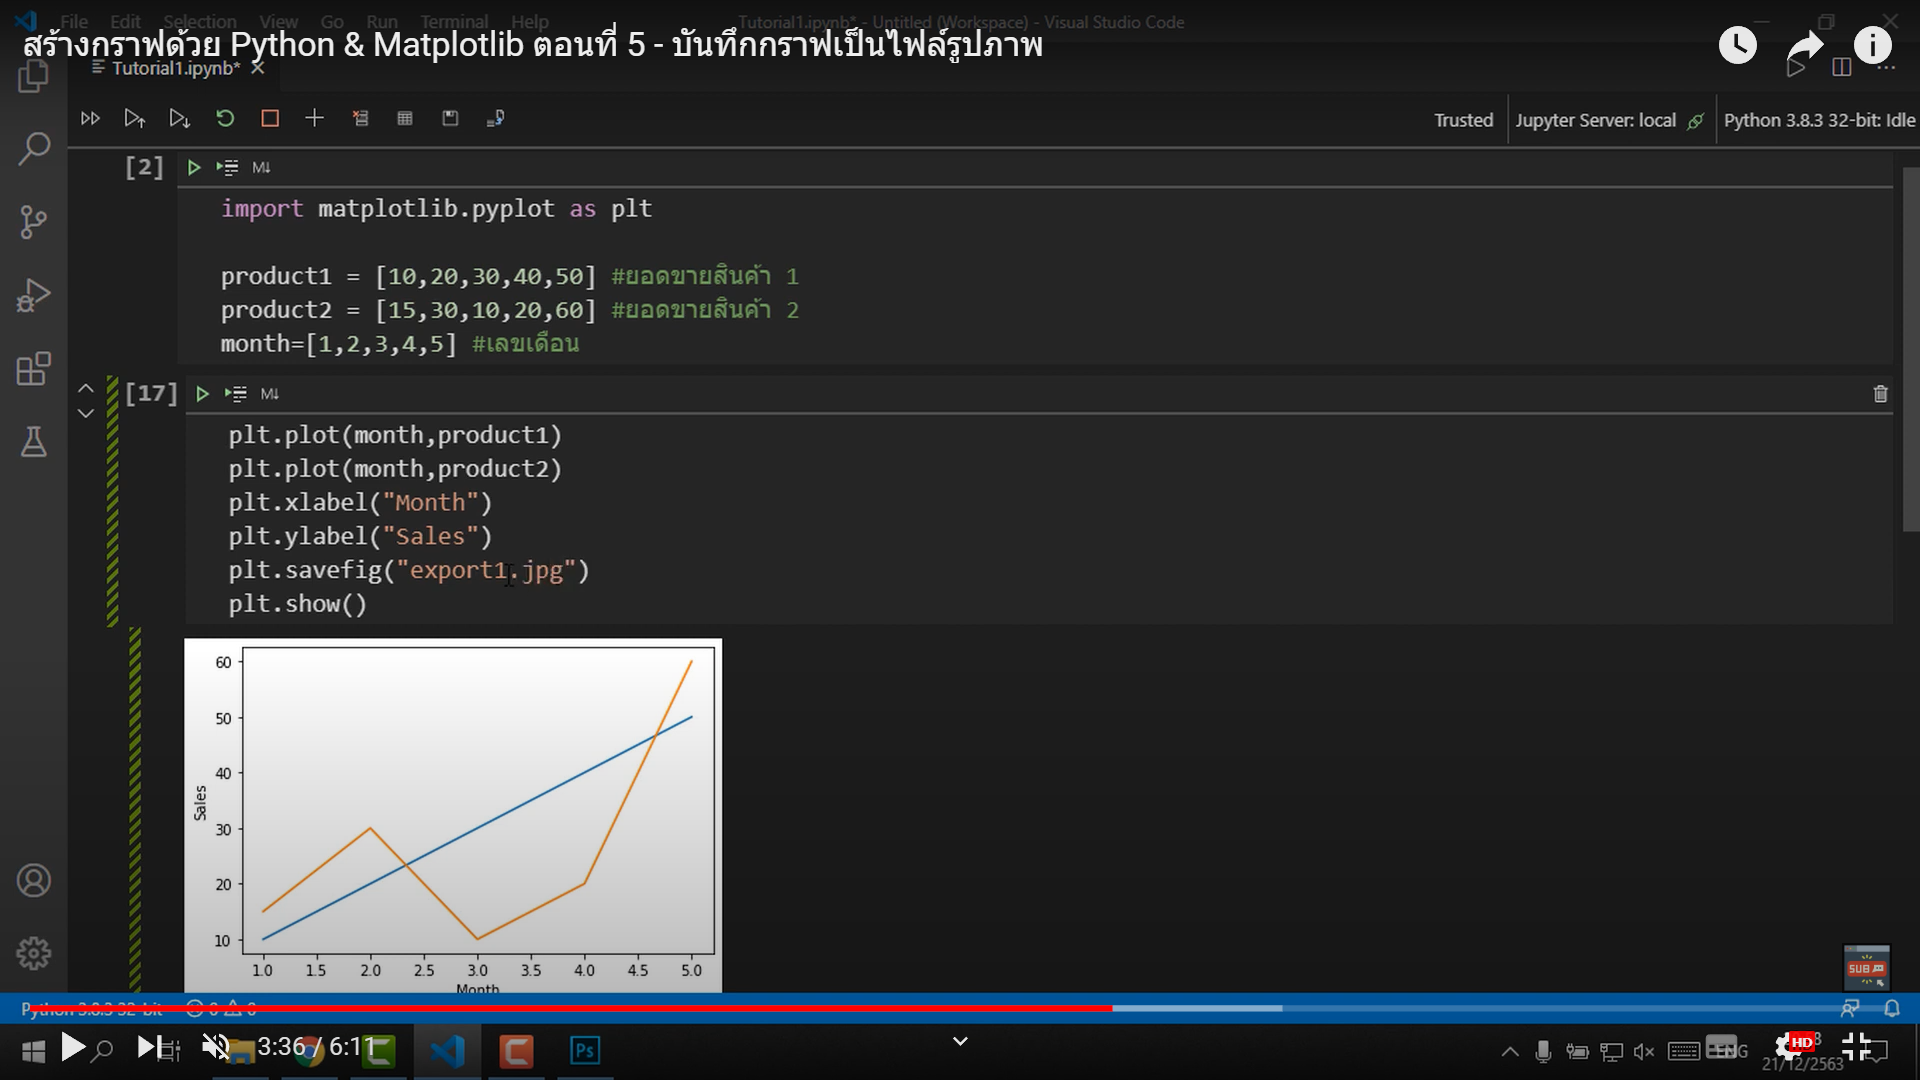 File Edit Selection View Go Run Terminal Help
Tutorial1.ipynb* - Untitled (Workspace) - Visual Studio Code
สร้างกราฟด้วย Python & Matplotlib ตอนที่ 5 - บันทึกกราฟเป็นไฟล์รูปภาพ
Tutorial1.ipynb*
Trusted
Jupyter Server: local
Python 3.8.3 32-bit: Idle
[2]
M↓
import matplotlib.pyplot as plt
product1 = [10,20,30,40,50] #ยอดขายสินค้า 1
product2 = [15,30,10,20,60] #ยอดขายสินค้า 2
month=[1,2,3,4,5] #เลขเดือน
[17]
M↓
plt.plot(month,product1)
plt.plot(month,product2)
plt.xlabel("Month")
plt.ylabel("Sales")
plt.savefig("export1.jpg")
plt.show()
60
50
40
30
20
10
Sales
1.0 1.5 2.0 2.5 3.0 3.5 4.0 4.5 5.0
Month
SUB
Python 3.8.3 32-bit
0
0
3:36 / 6:11
Ps
ENG
HD
21/12/2563